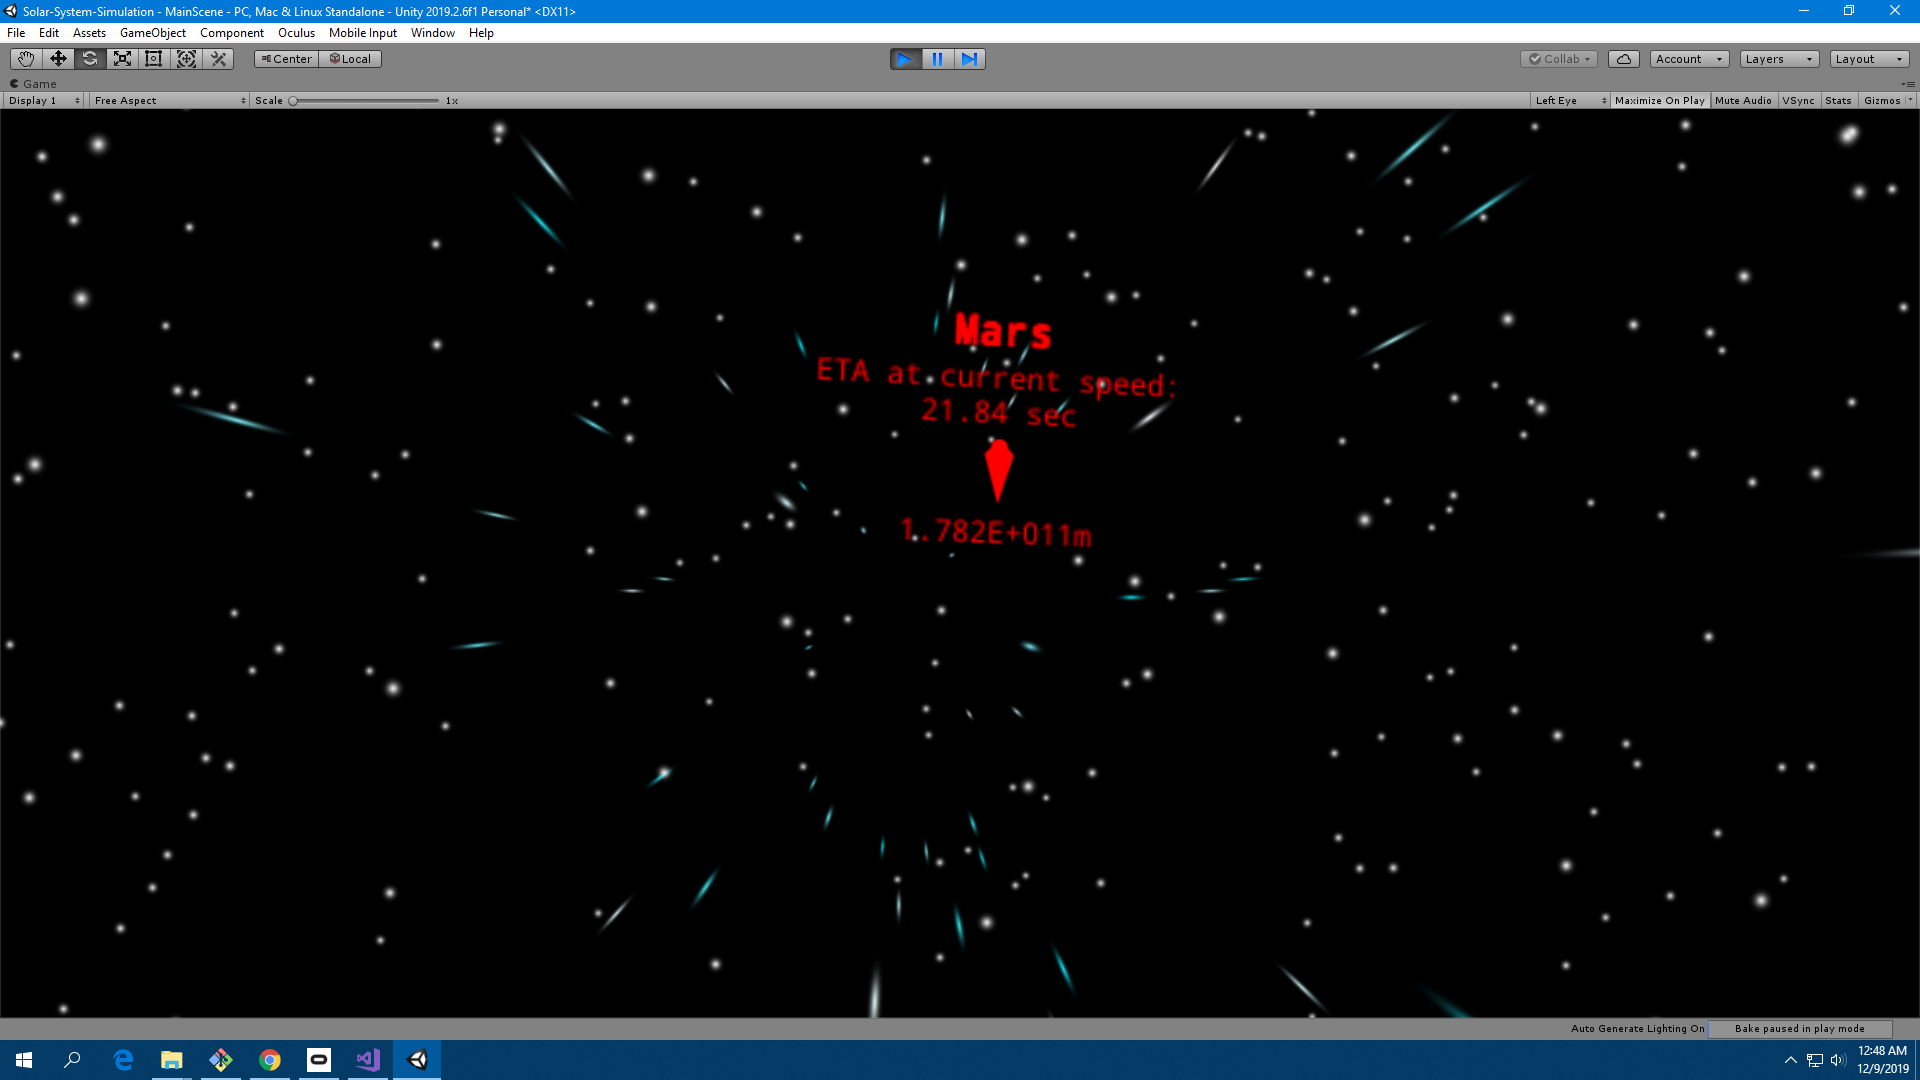 Solar-System-Simulation - MainScene - PC, Mac & Linux Standalone - Unity 2019.2.6f1 Personal* <DX11>
File Edit Assets GameObject Component Oculus Mobile Input Window Help
Center Local Collab Account Layers Layout
Game
Display 1 Free Aspect Scale 1x Left Eye Maximize On Play Mute Audio VSync Stats Gizmos
Mars
ETA at current speed:
21.84 sec
1.782E+011m
Auto Generate Lighting On Bake paused in play mode
12:48 AM
12/9/2019